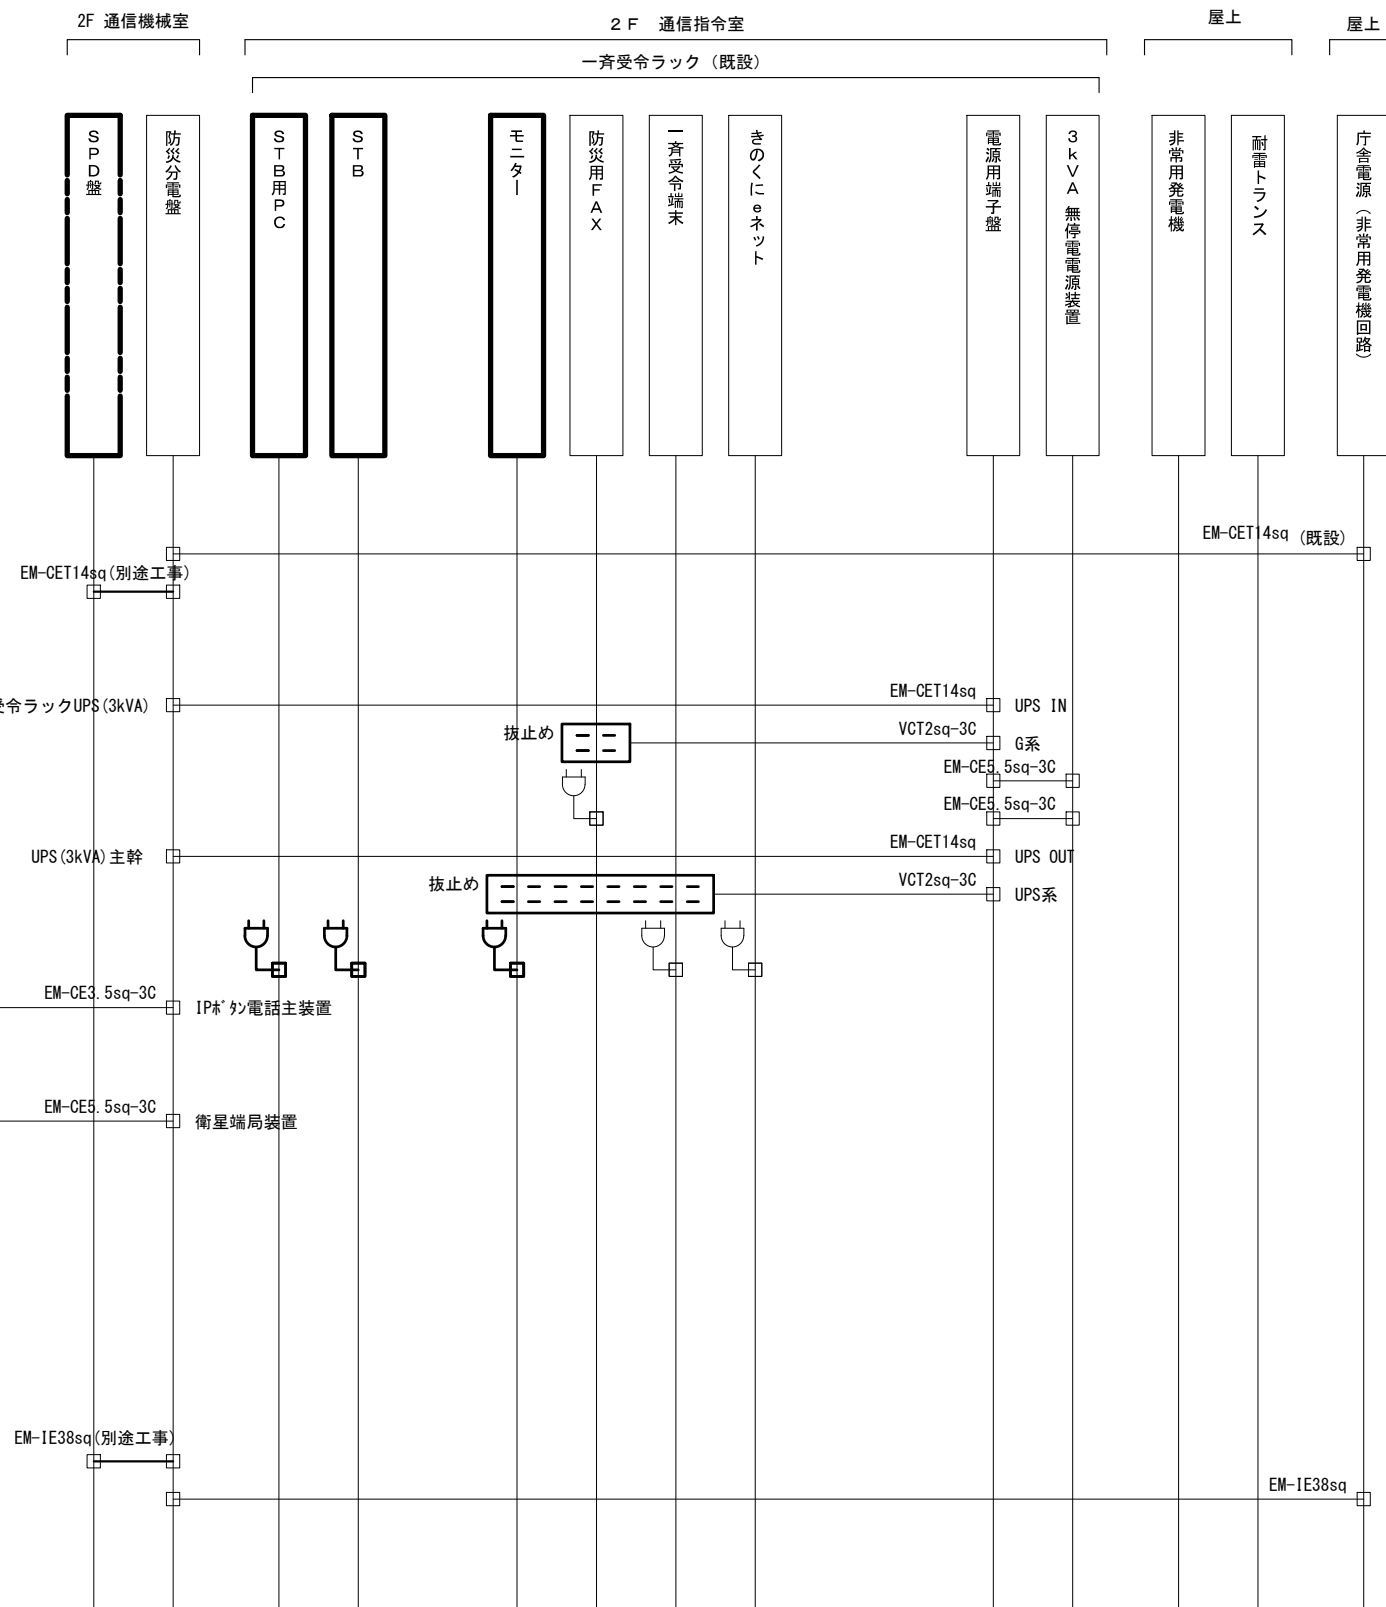 2F 通信機械室
２Ｆ　通信指令室
屋上
屋上
一斉受令ラック（既設）
ＳＰＤ盤
防災分電盤
ＳＴＢ用ＰＣ
ＳＴＢ
モニター
防災用ＦＡＸ
一斉受令端末
きのくにｅネット
電源用端子盤
３ｋＶＡ 無停電電源装置
非常用発電機
耐雷トランス
庁舎電源（非常用発電機回路）
EM-CET14sq (既設)
EM-CET14sq(別途工事)
受令ラックUPS(3kVA)
EM-CET14sq
UPS IN
抜止め
VCT2sq-3C
G系
EM-CE5.5sq-3C
EM-CE5.5sq-3C
UPS(3kVA)主幹
EM-CET14sq
UPS OUT
抜止め
VCT2sq-3C
UPS系
EM-CE3.5sq-3C
IPﾎﾞﾀﾝ電話主装置
EM-CE5.5sq-3C
衛星端局装置
EM-IE38sq(別途工事)
EM-IE38sq